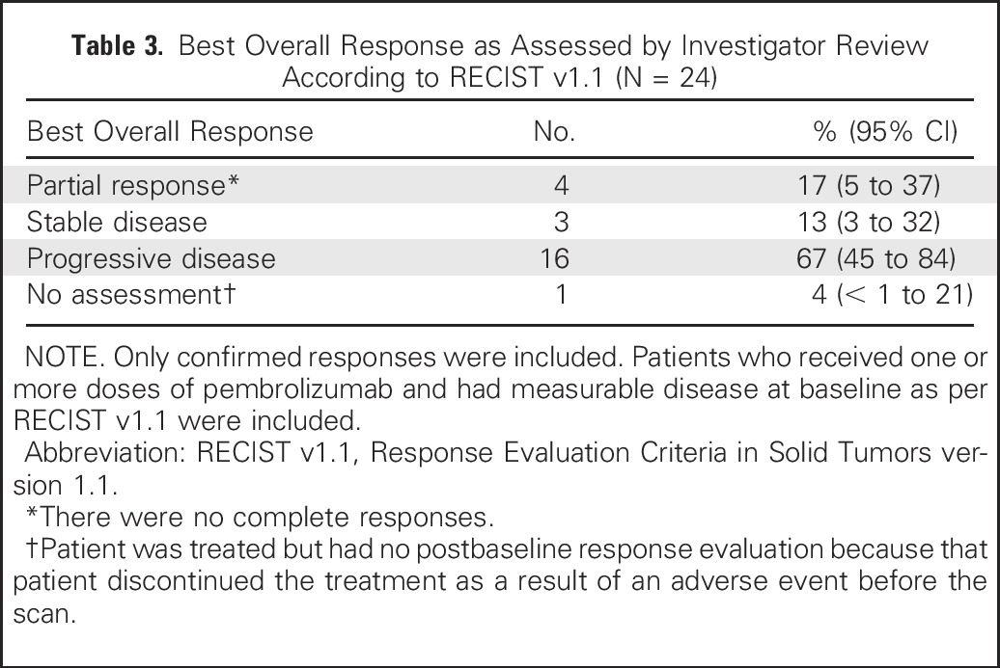 Table 3. Best Overall Response as Assessed by Investigator Review
According to RECIST v1.1 (N = 24)
Best Overall Response No. % (95% CI)
Partial response* 4 17 (5 to 37)
Stable disease 3 13 (3 to 32)
Progressive disease 16 67 (45 to 84)
No assessment† 1 4 (< 1 to 21)
NOTE. Only confirmed responses were included. Patients who received one or
more doses of pembrolizumab and had measurable disease at baseline as per
RECIST v1.1 were included.
Abbreviation: RECIST v1.1, Response Evaluation Criteria in Solid Tumors ver-
sion 1.1.
*There were no complete responses.
†Patient was treated but had no postbaseline response evaluation because that
patient discontinued the treatment as a result of an adverse event before the
scan.